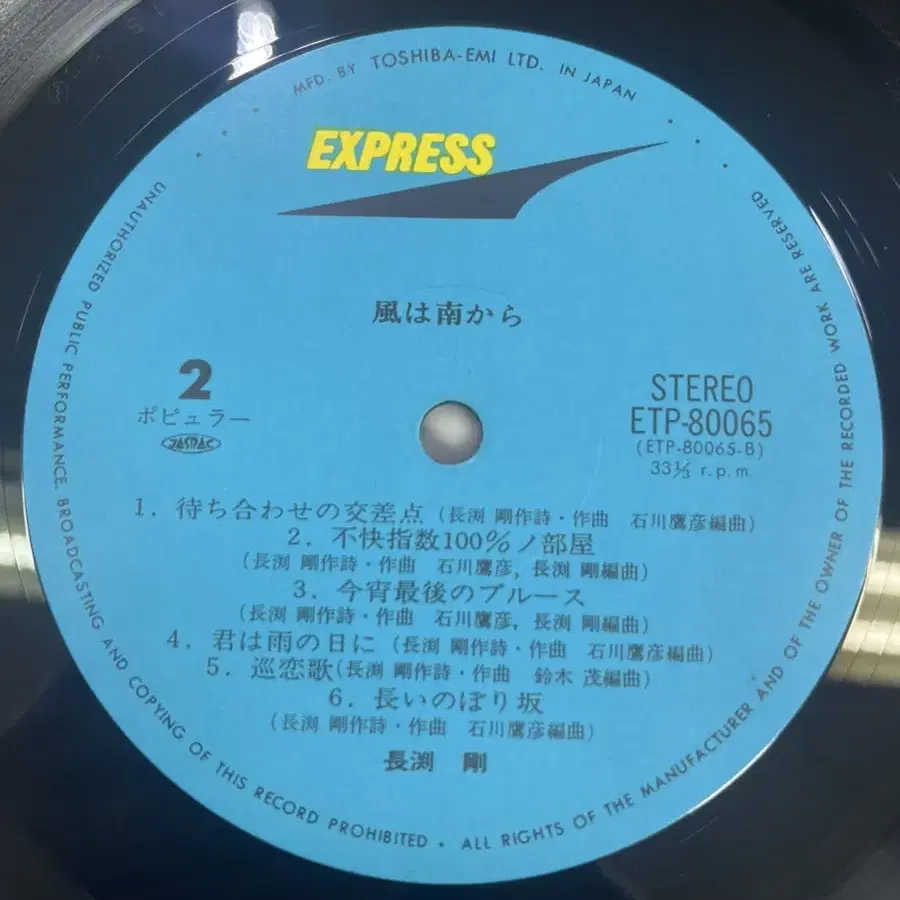 MFD. BY TOSHIBA-EMI LTD. IN JAPAN
EXPRESS
風は南から
2
ポピュラー
JASRAC
STEREO
ETP-80065
(ETP-80065-B)
33⅓ r.p.m.
1. 待ち合わせの交差点 (長渕 剛作詩・作曲 石川鷹彦編曲)
2. 不快指数100%ノ部屋
(長渕 剛作詩・作曲 石川鷹彦, 長渕 剛編曲)
3. 今宵最後のブルース
(長渕 剛作詩・作曲 石川鷹彦, 長渕 剛編曲)
4. 君は雨の日に (長渕 剛作詩・作曲 石川鷹彦編曲)
5. 巡恋歌 (長渕 剛作詩・作曲 鈴木 茂編曲)
6. 長いのぼり坂
(長渕 剛作詩・作曲 石川鷹彦編曲)
長渕 剛
UNAUTHORIZED PUBLIC PERFORMANCE, BROADCASTING AND COPYING OF THIS RECORD PROHIBITED • ALL RIGHTS OF THE MANUFACTURER AND OF THE OWNER OF THE RECORDED WORK ARE RESERVED